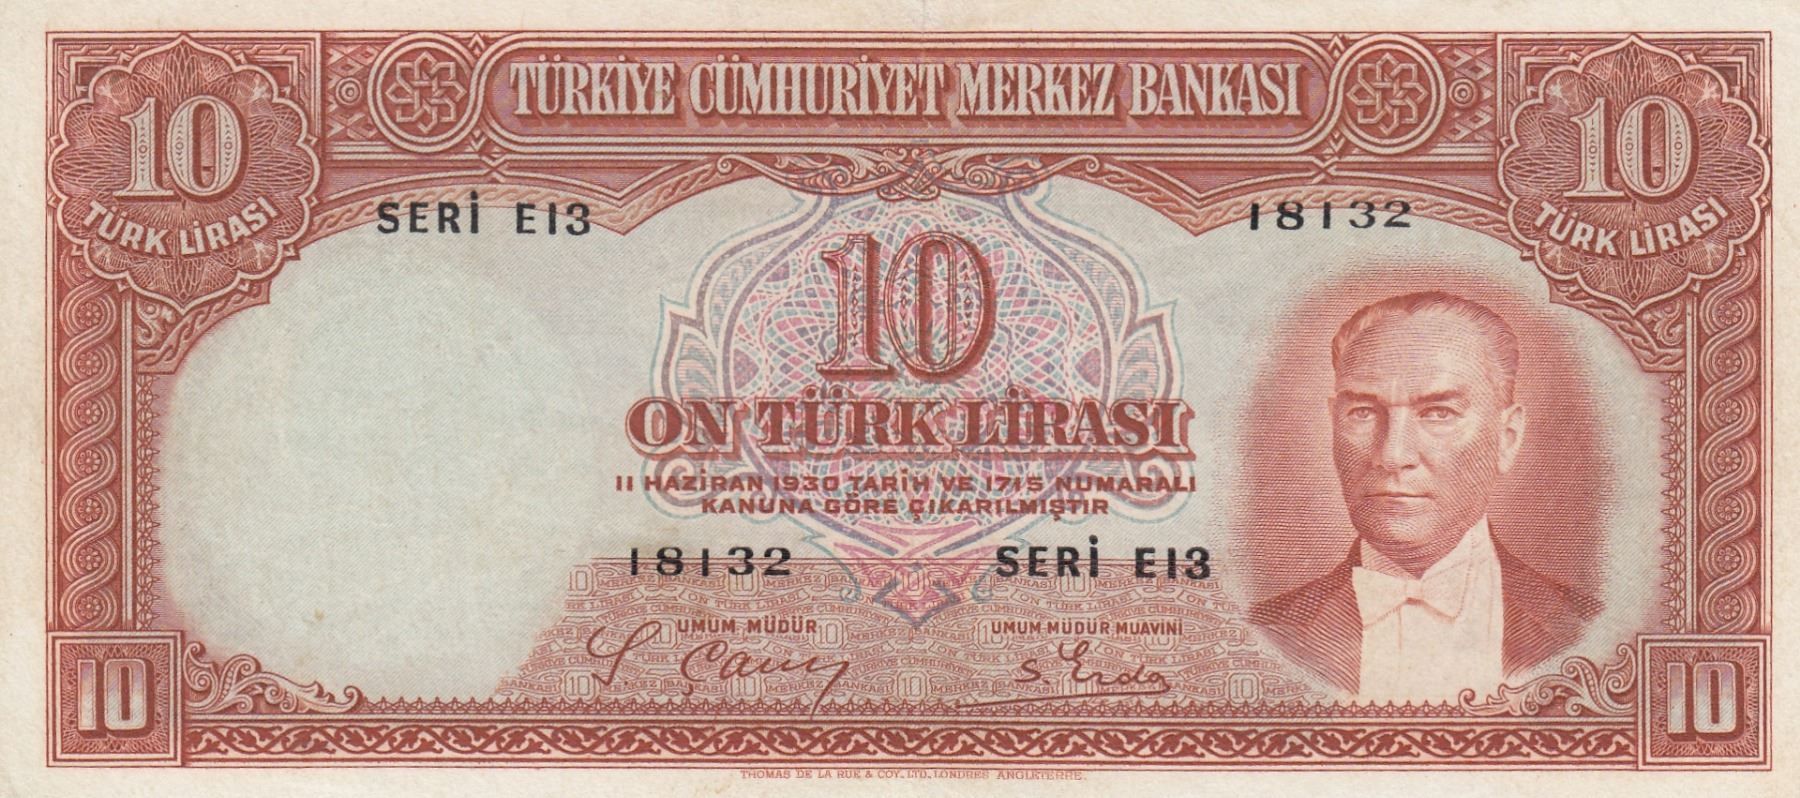 TÜRKİYE CÜMHURİYET MERKEZ BANKASI
10
TÜRK LİRASI
10
TÜRK LİRASI
SERİ E13
18132
10
ON TÜRK LİRASI
11 HAZİRAN 1930 TARİH VE 1715 NUMARALI
KANUNA GÖRE ÇIKARILMIŞTIR
18132
SERİ E13
UMUM MÜDÜR
UMUM MÜDÜR MUAVİNİ
10
10
THOMAS DE LA RUE & COY. LTD. LONDRES ANGLETERRE.